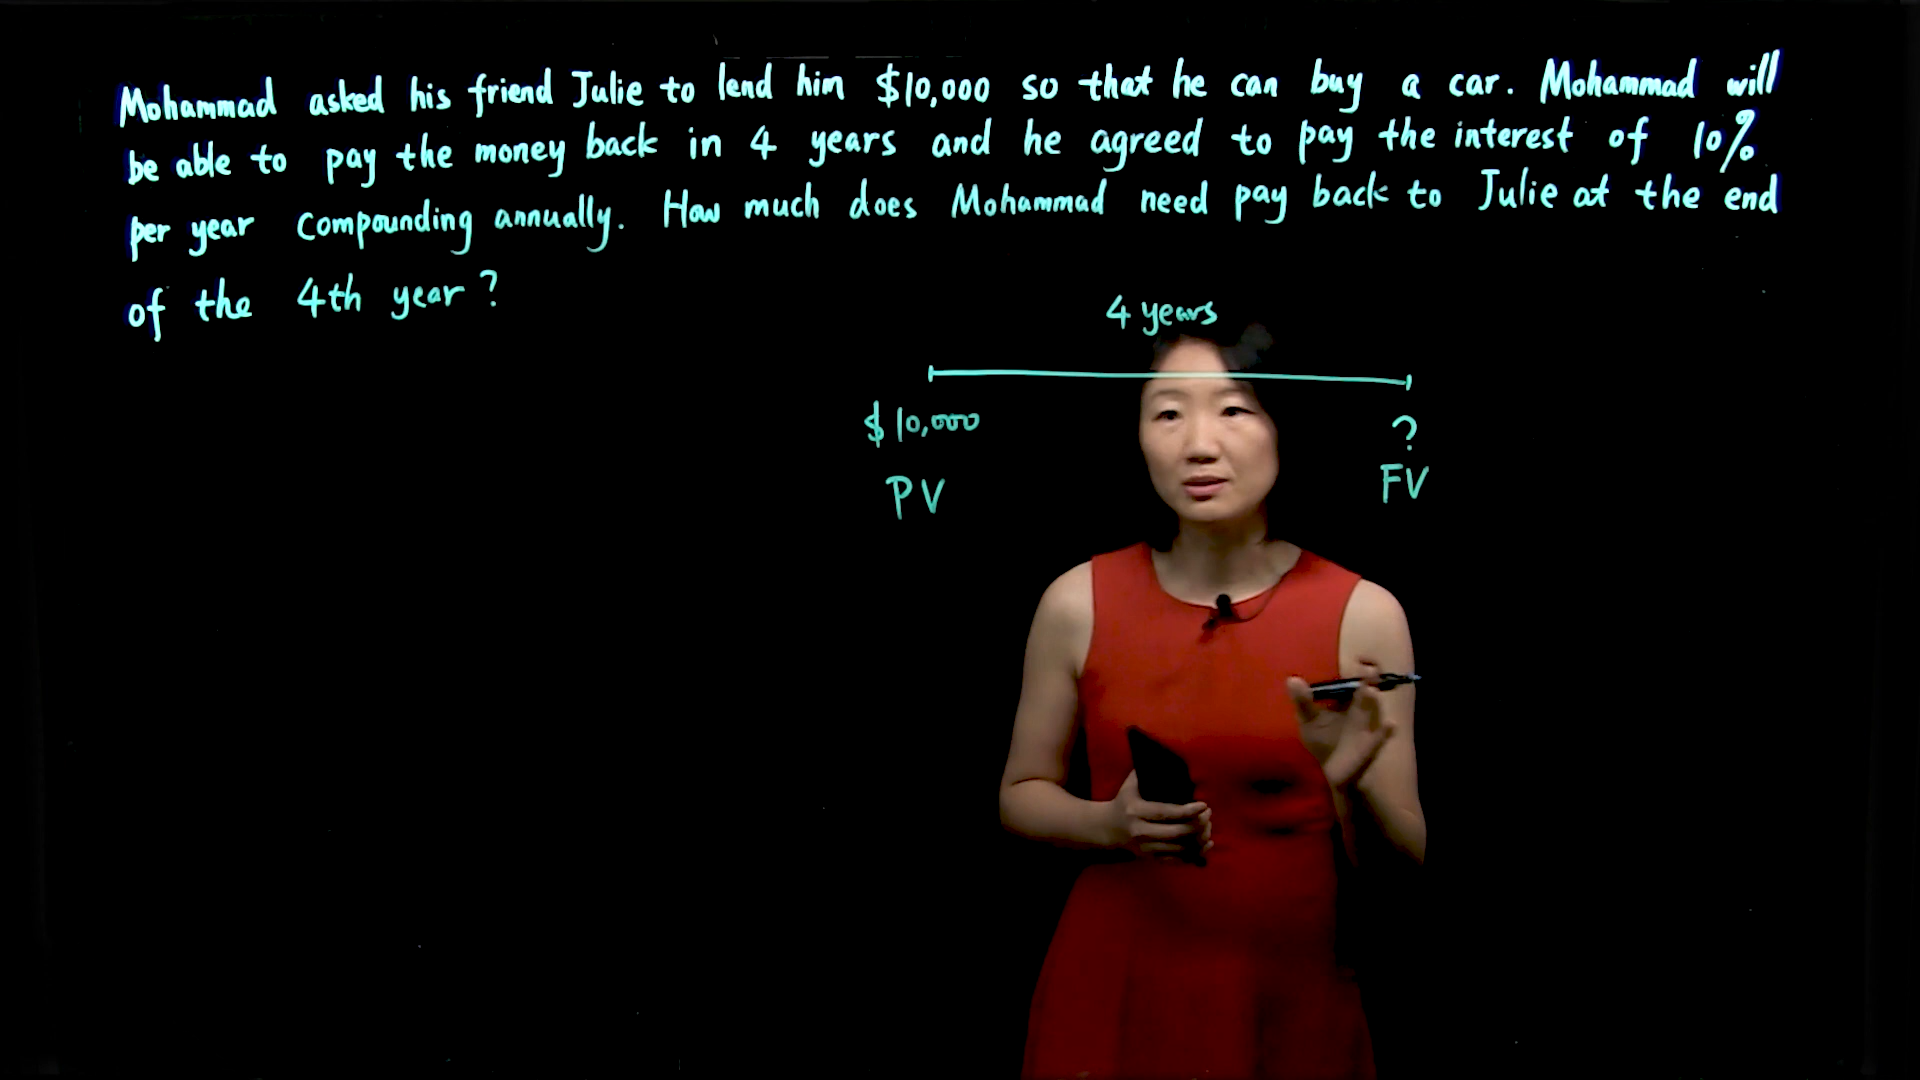 Mohammad asked his friend Julie to lend him $10,000 so that he can buy a car. Mohammad will
be able to pay the money back in 4 years and he agreed to pay the interest of 10%
per year compounding annually. How much does Mohammad need pay back to Julie at the end
of the 4th year?
4 years
$10,000 ?
PV FV